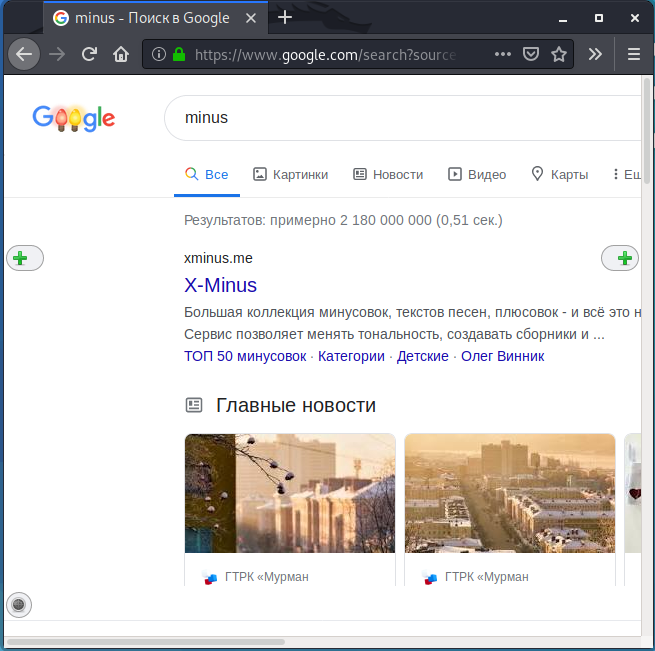 minus - Поиск в Google
https://www.google.com/search?source
Google
minus
Все Картинки Новости Видео Карты
Результатов: примерно 2 180 000 000 (0,51 сек.)
xminus.me
X-Minus
Большая коллекция минусовок, текстов песен, плюсовок - и всё это н
Сервис позволяет менять тональность, создавать сборники и ...
ТОП 50 минусовок · Категории · Детские · Олег Винник
Главные новости
ГТРК «Мурман
ГТРК «Мурман